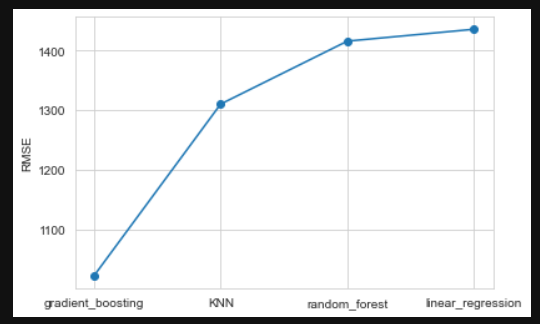 1400
1300
RMSE
1200
1100
gradient_boosting KNN random_forest linear_regression